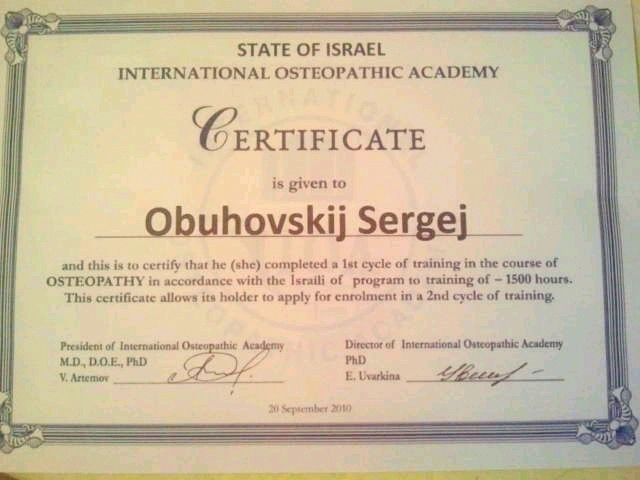 STATE OF ISRAEL
INTERNATIONAL OSTEOPATHIC ACADEMY
CERTIFICATE
is given to
Obuhovskij Sergej
and this is to certify that he (she) completed a 1st cycle of training in the course of
OSTEOPATHY in accordance with the Israili of program to training of – 1500 hours.
This certificate allows its holder to apply for enrolment in a 2nd cycle of training.
President of International Osteopathic Academy
M.D., D.O.E., PhD
V. Artemov
Director of International Osteopathic Academy
PhD
E. Uvarkina
20 September 2010